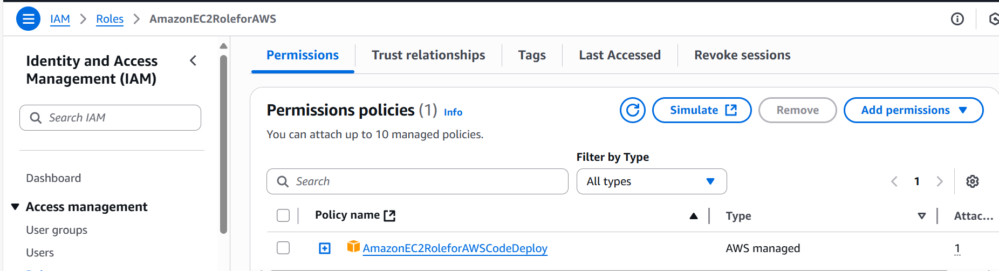 IAM > Roles > AmazonEC2RoleforAWS
Identity and Access
Management (IAM)
Search IAM
Dashboard
Access management
User groups
Users
Permissions
Trust relationships
Tags
Last Accessed
Revoke sessions
Permissions policies (1) Info
Simulate
Remove
Add permissions
You can attach up to 10 managed policies.
Filter by Type
Search
All types
1
Policy name
Type
Attac...
AmazonEC2RoleforAWSCodeDeploy
AWS managed
1